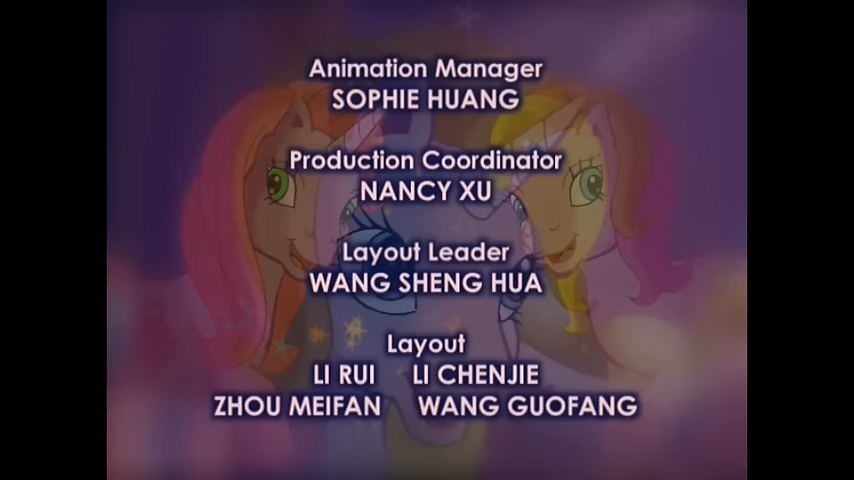 Animation Manager
SOPHIE HUANG
Production Coordinator
NANCY XU
Layout Leader
WANG SHENG HUA
Layout
LI RUI LI CHENJIE
ZHOU MEIFAN WANG GUOFANG